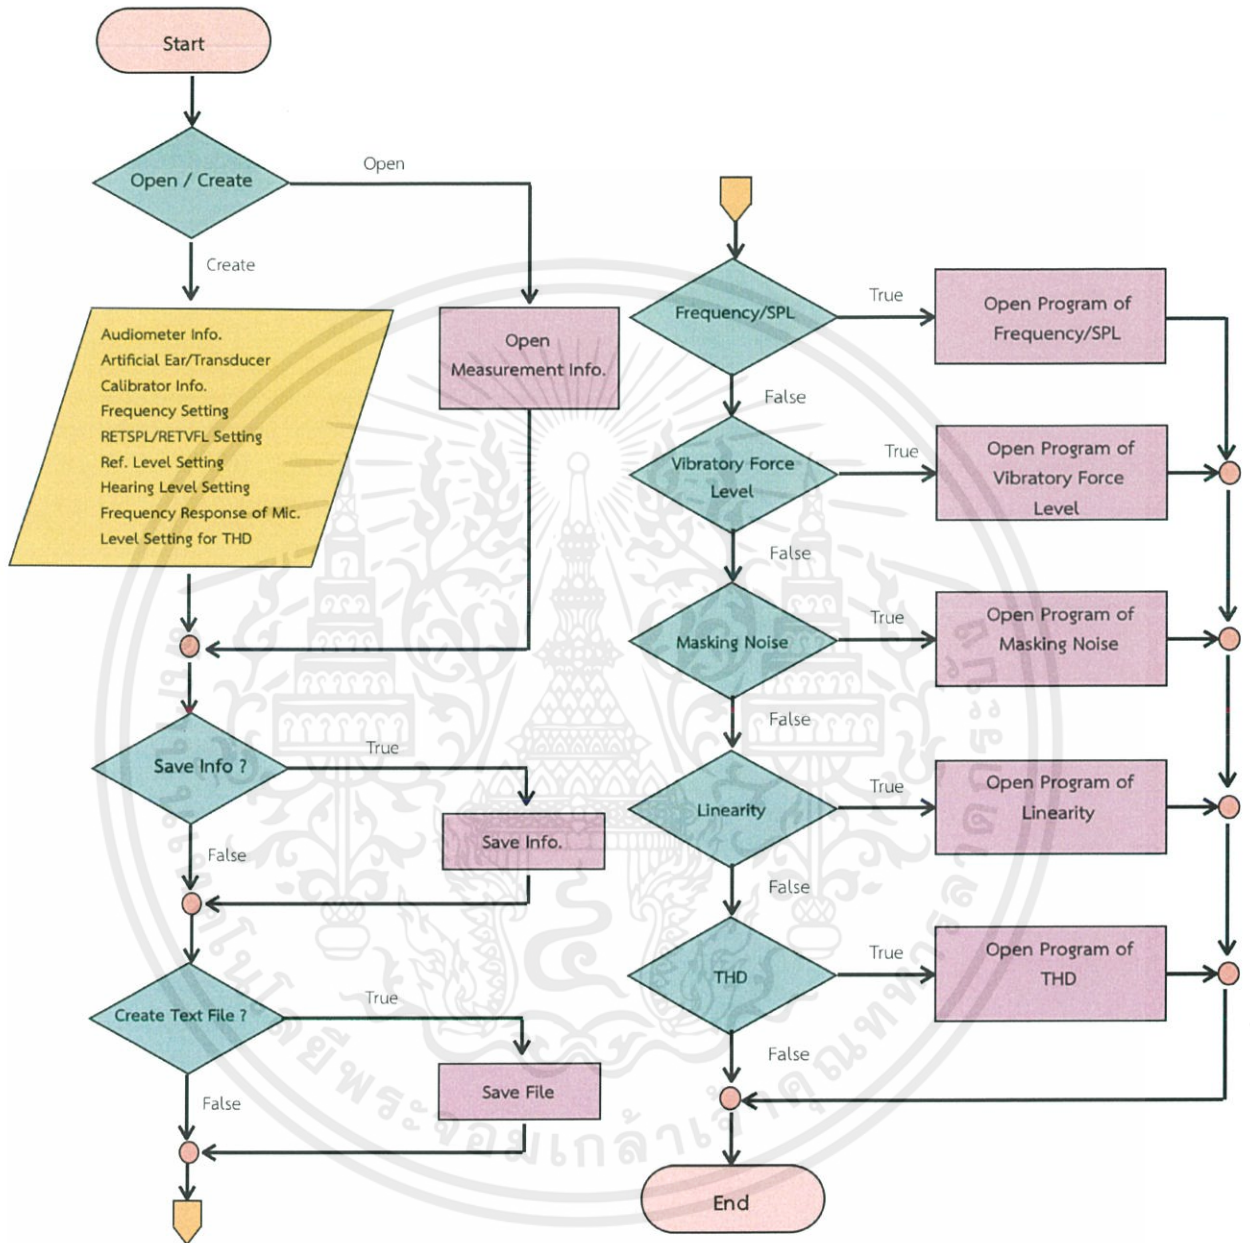 Start
Open / Create
Open
Create
Audiometer Info.
Artificial Ear/Transducer
Calibrator Info.
Frequency Setting
RETSPL/RETVFL Setting
Ref. Level Setting
Hearing Level Setting
Frequency Response of Mic.
Level Setting for THD
Open
Measurement Info.
Save Info ?
True
False
Save Info.
Create Text File ?
True
False
Save File
Frequency/SPL
True
Open Program of
Frequency/SPL
False
Vibratory Force
Level
True
Open Program of
Vibratory Force
Level
False
Masking Noise
True
Open Program of
Masking Noise
False
Linearity
True
Open Program of
Linearity
False
THD
True
Open Program of
THD
False
End